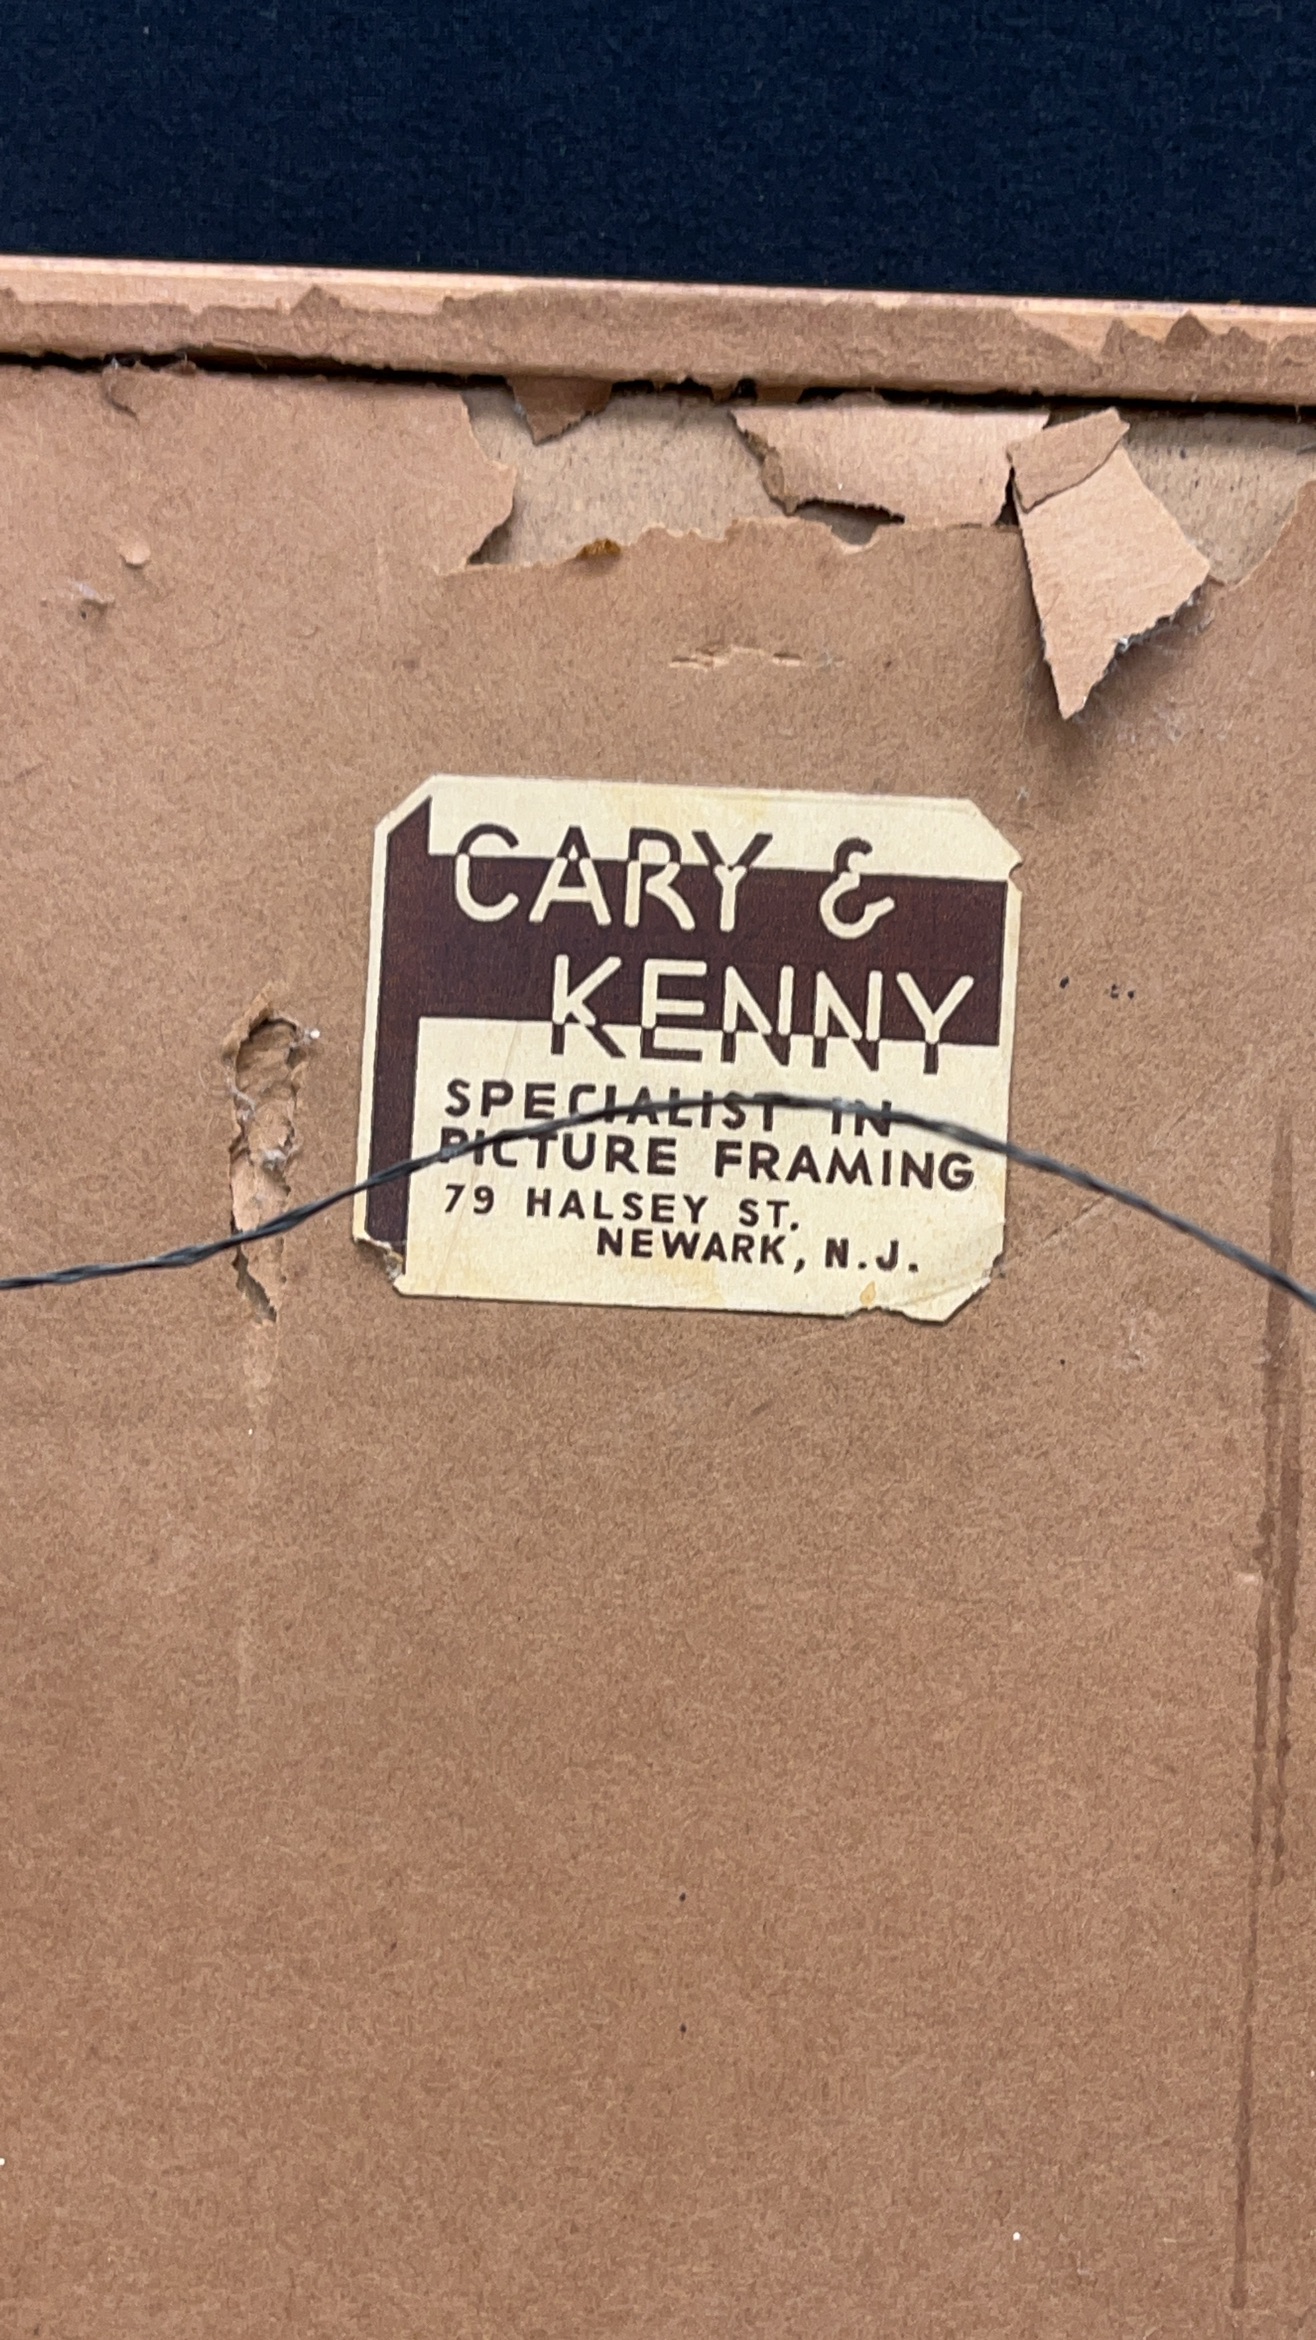 CARY &
KENNY
SPECIALIST IN
PICTURE FRAMING
79 HALSEY ST.
NEWARK, N.J.